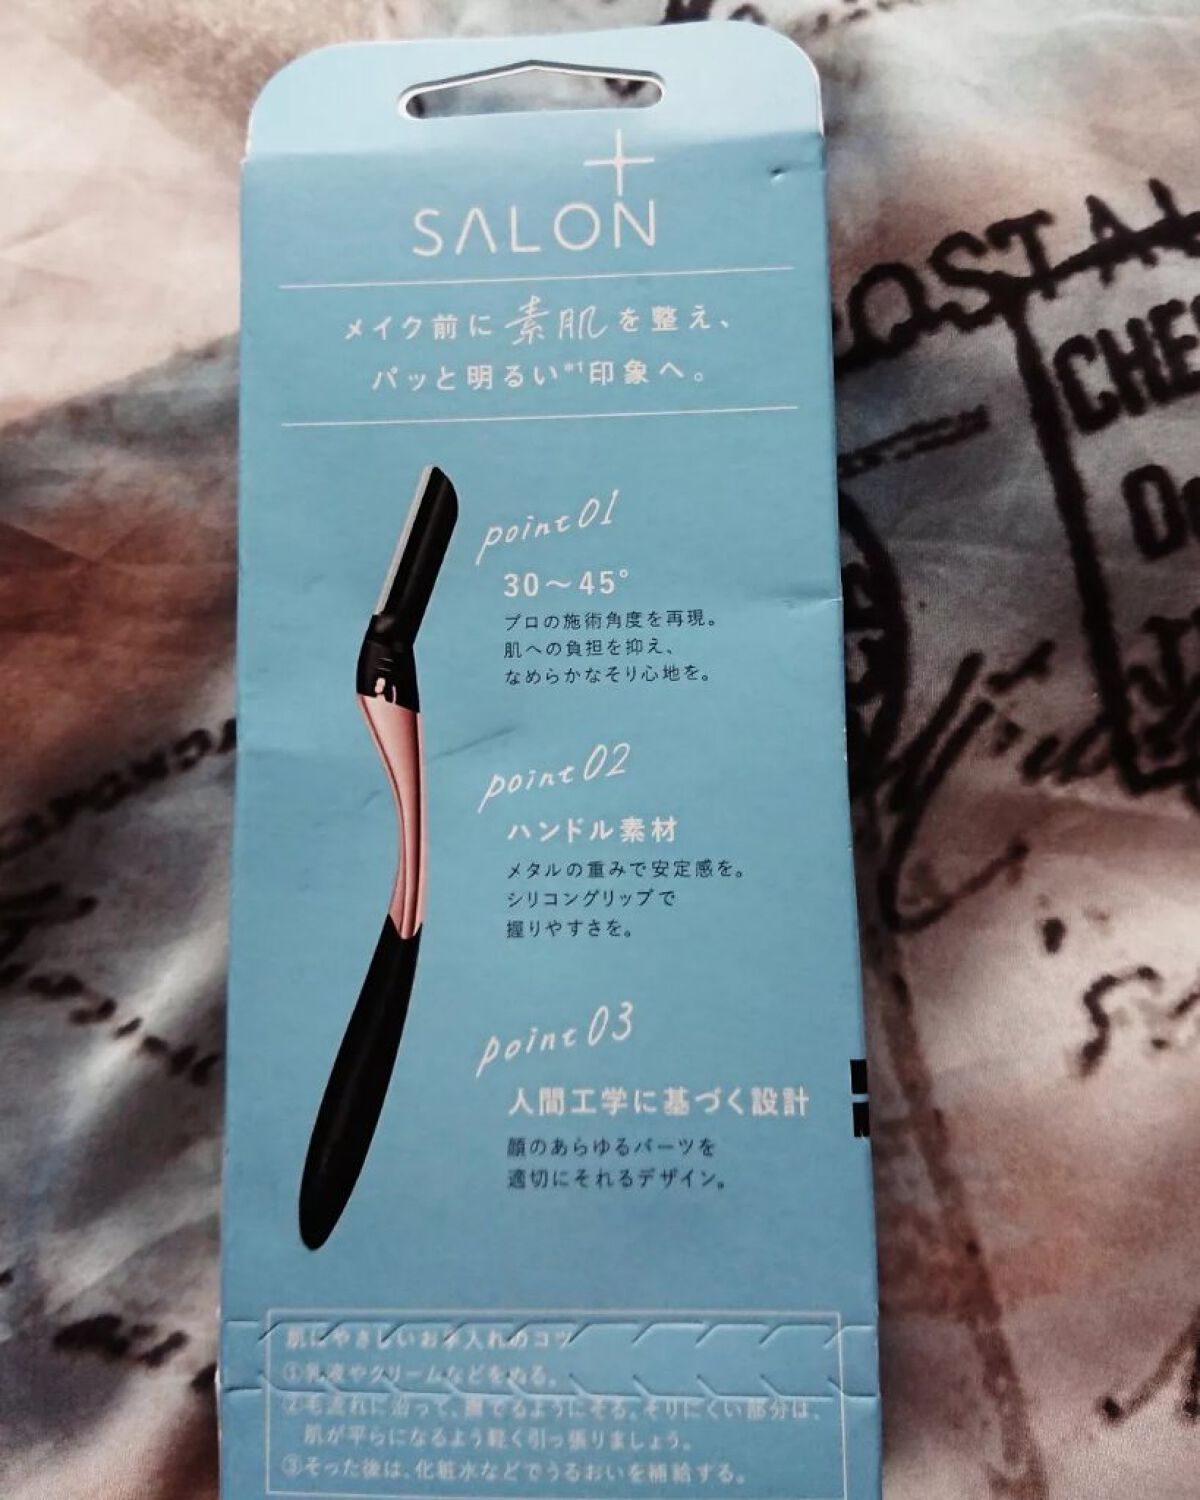 SALON
メイク前に素肌を整え、
パッと明るい*1印象へ。
point01
30〜45°
プロの施術角度を再現。
肌への負担を抑え、
なめらかなそり心地を。
point02
ハンドル素材
メタルの重みで安定感を。
シリコングリップで
握りやすさを。
point03
人間工学に基づく設計
顔のあらゆるパーツを
適切にそれるデザイン。
肌にやさしいお手入れのコツ
①乳液やクリームなどをぬる。
②毛流れに沿って、撫でるようにそる。そりにくい部分は、
肌が平らになるよう軽く引っ張りましょう。
③そった後は、化粧水などでうるおいを補給する。
OSTA
CHE